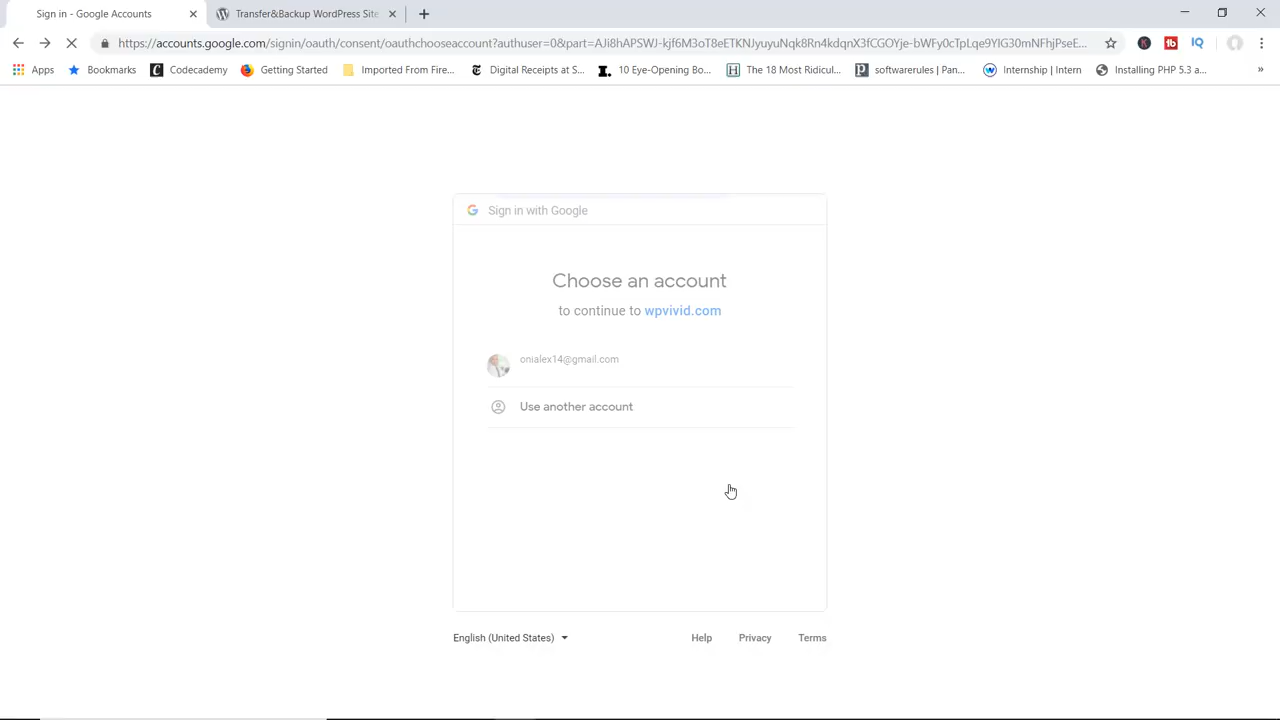 Sign in - Google Accounts
Transfer&Backup WordPress Site
https://accounts.google.com/signin/oauth/consent/oauthchooseaccount?authuser=0&part=AJi8hAPSWJ-kjf6M3oT8eETKNJyuyuNqk8Rn4kdqnX3fCGOYje-bWFy0cTpLqe9YIG30mNFhjPseE...
Apps
Bookmarks
Codecademy
Getting Started
Imported From Fire...
Digital Receipts at S...
10 Eye-Opening Bo...
The 18 Most Ridicul...
softwarerules | Pan...
Internship | Intern
Installing PHP 5.3 a...
Sign in with Google
Choose an account
to continue to wpvivid.com
onialex14@gmail.com
Use another account
English (United States)
Help
Privacy
Terms